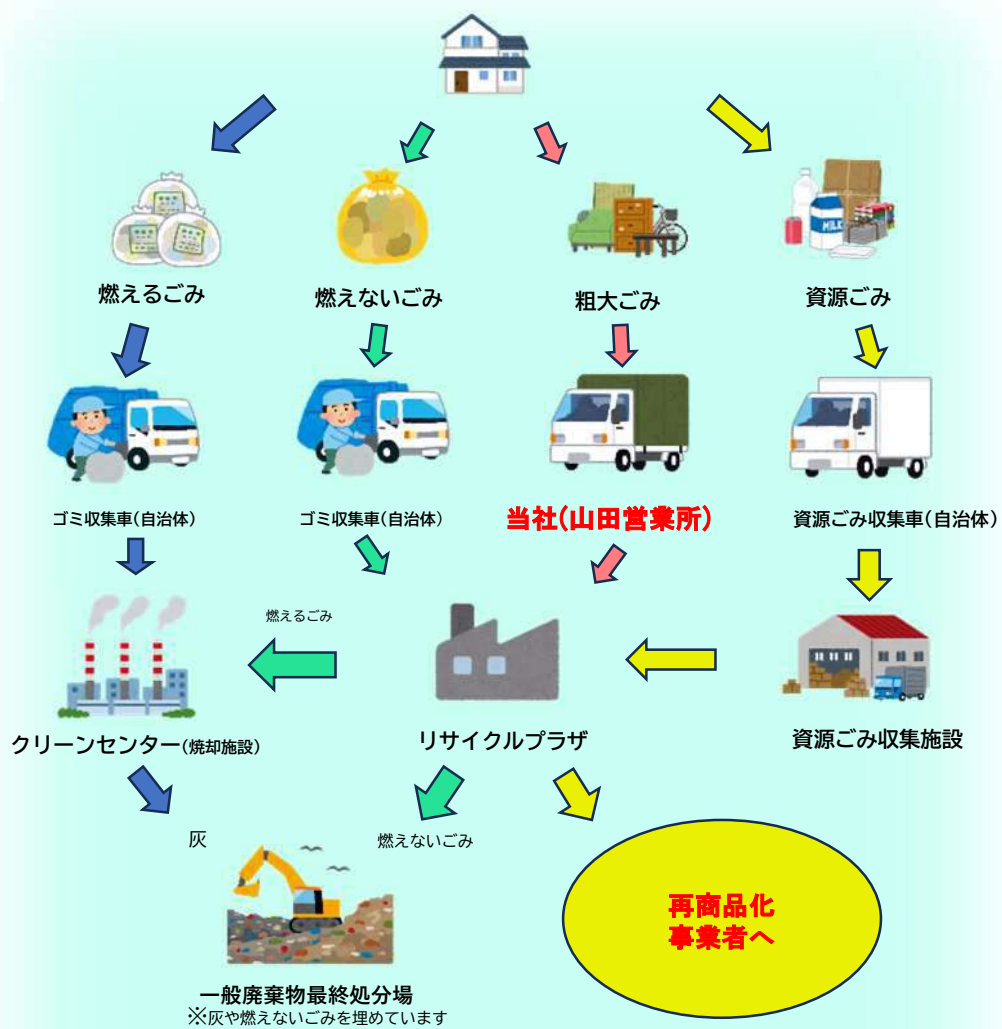 MILK
燃えるごみ
燃えないごみ
粗大ごみ
資源ごみ
ゴミ収集車(自治体)
ゴミ収集車(自治体)
当社(山田営業所)
資源ごみ収集車(自治体)
燃えるごみ
クリーンセンター(焼却施設)
リサイクルプラザ
資源ごみ収集施設
灰
燃えないごみ
再商品化
事業者へ
一般廃棄物最終処分場
※灰や燃えないごみを埋めています